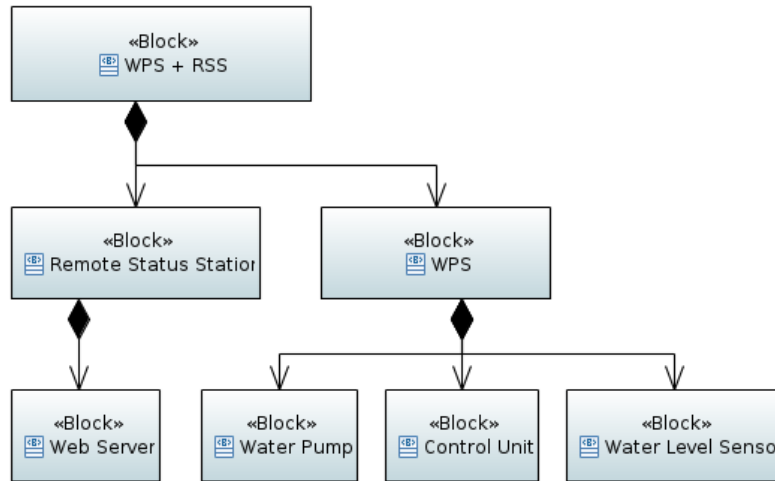 «Block»
WPS + RSS
«Block»
Remote Status Station
«Block»
WPS
«Block»
Web Server
«Block»
Water Pump
«Block»
Control Unit
«Block»
Water Level Senso